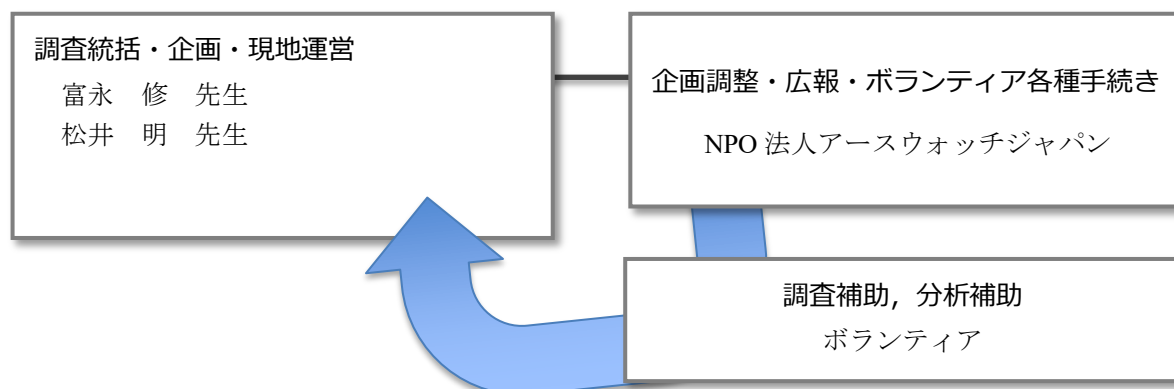 調査統括・企画・現地運営
富永　修　先生
松井　明　先生
企画調整・広報・ボランティア各種手続き
NPO 法人アースウォッチジャパン
調査補助，分析補助
ボランティア